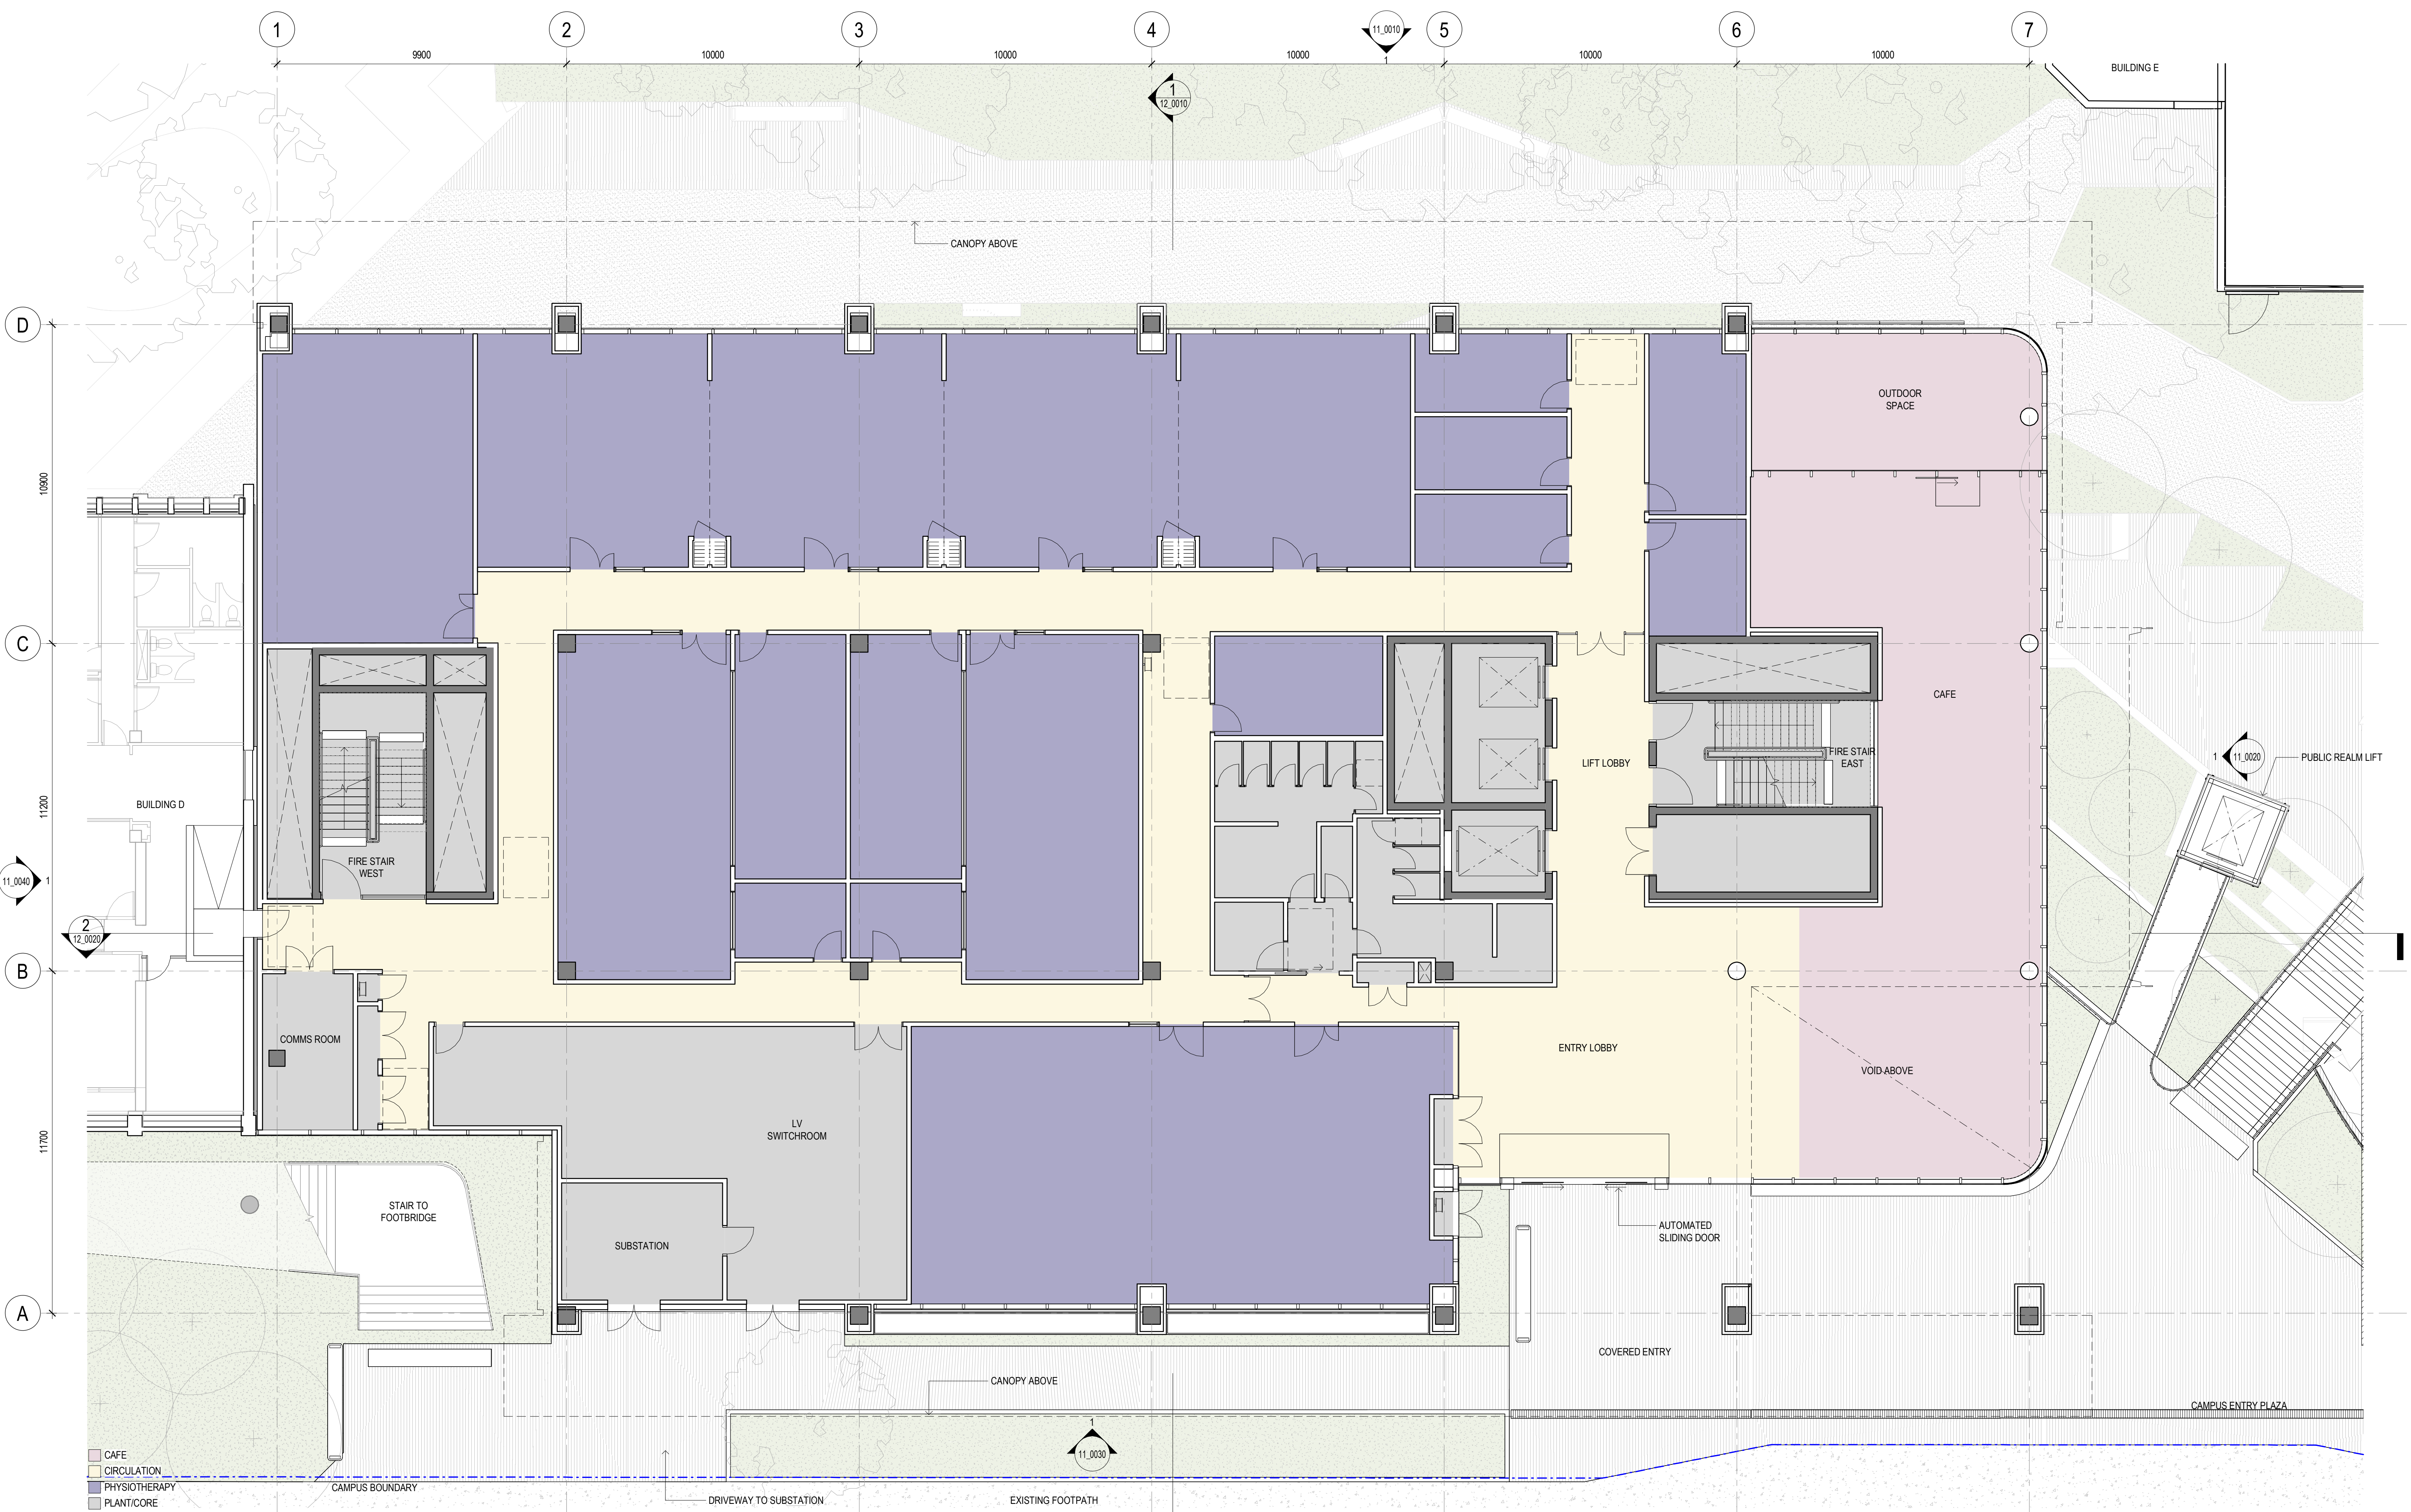 1
2
3
4
11_0010
1
5
6
7
9900
10000
10000
10000
10000
10000
BUILDING E
1
12_0010
CANOPY ABOVE
D
OUTDOOR
SPACE
10900
C
CAFE
LIFT LOBBY
FIRE STAIR
EAST
1
11_0020
PUBLIC REALM LIFT
BUILDING D
11200
FIRE STAIR
WEST
11_0040
1
2
12_0020
B
COMMS ROOM
ENTRY LOBBY
VOID ABOVE
LV
SWITCHROOM
11700
STAIR TO
FOOTBRIDGE
SUBSTATION
AUTOMATED
SLIDING DOOR
A
COVERED ENTRY
CANOPY ABOVE
CAMPUS ENTRY PLAZA
1
11_0030
CAFE
CIRCULATION
PHYSIOTHERAPY
PLANT/CORE
CAMPUS BOUNDARY
DRIVEWAY TO SUBSTATION
EXISTING FOOTPATH